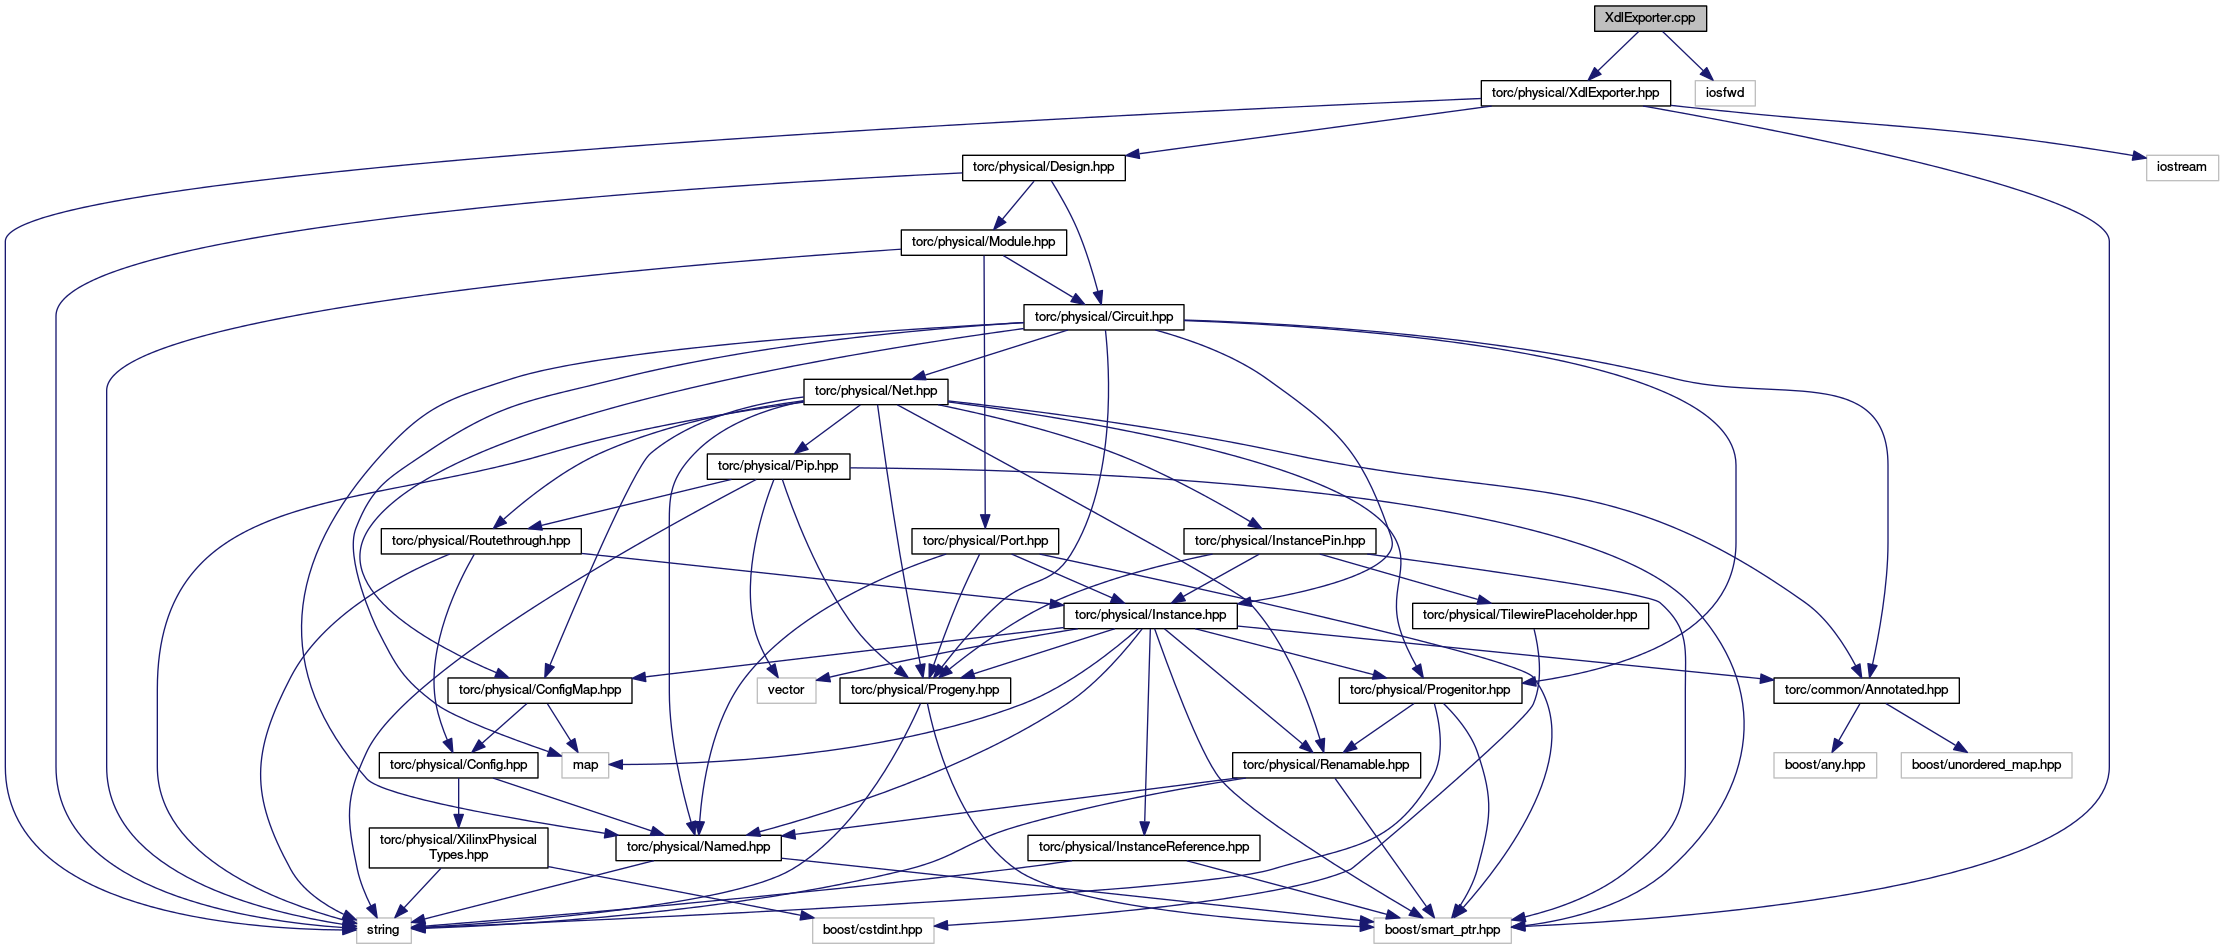 XdlExporter.cpp
torc/physical/XdlExporter.hpp
iosfwd
torc/physical/Design.hpp
iostream
torc/physical/Module.hpp
torc/physical/Circuit.hpp
torc/physical/Net.hpp
torc/physical/Pip.hpp
torc/physical/Routethrough.hpp
torc/physical/Port.hpp
torc/physical/InstancePin.hpp
torc/physical/Instance.hpp
torc/physical/TilewirePlaceholder.hpp
torc/physical/ConfigMap.hpp
vector
torc/physical/Progeny.hpp
torc/physical/Progenitor.hpp
torc/common/Annotated.hpp
torc/physical/Config.hpp
map
torc/physical/Renamable.hpp
boost/any.hpp
boost/unordered_map.hpp
torc/physical/XilinxPhysical
Types.hpp
torc/physical/Named.hpp
torc/physical/InstanceReference.hpp
string
boost/cstdint.hpp
boost/smart_ptr.hpp